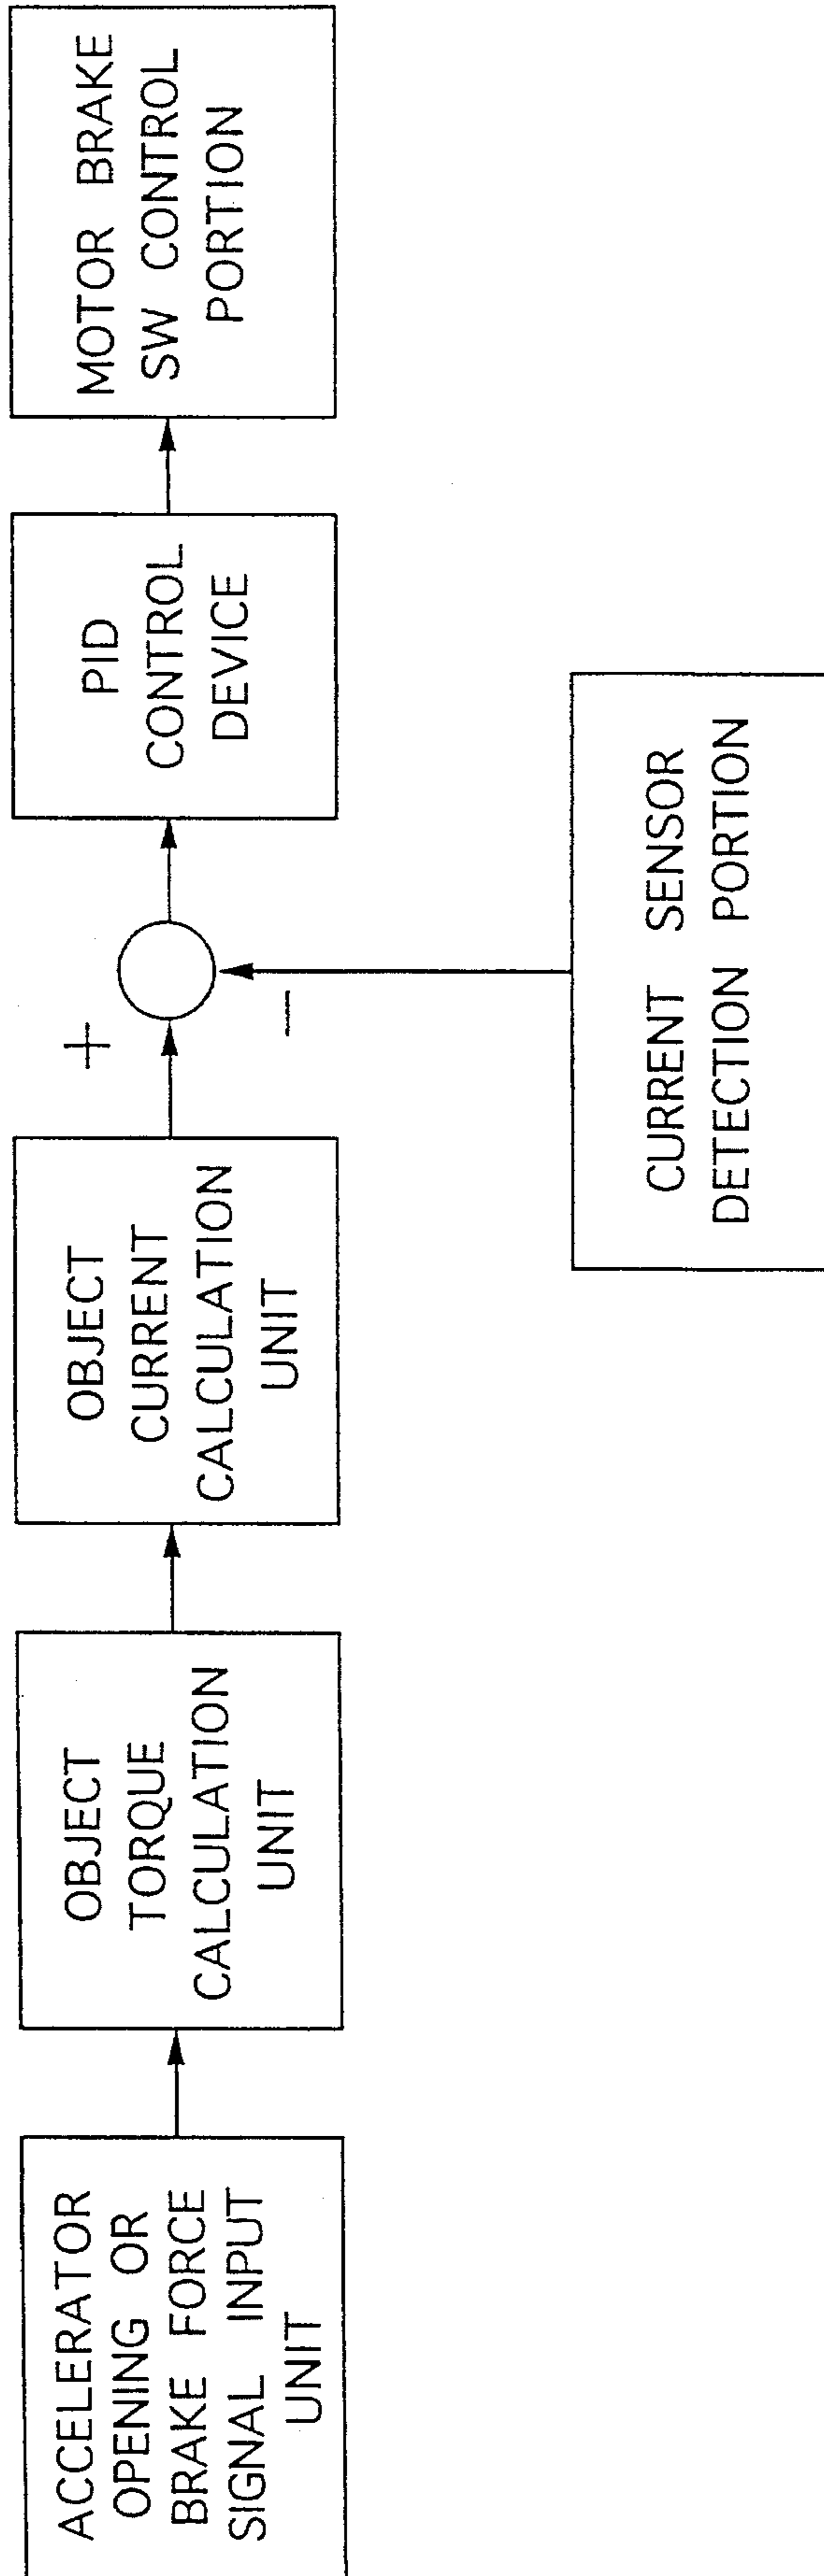 ACCELERATOR
OPENING OR
BRAKE FORCE
SIGNAL INPUT
UNIT
OBJECT
TORQUE
CALCULATION
UNIT
OBJECT
CURRENT
CALCULATION
UNIT
+
−
PID
CONTROL
DEVICE
MOTOR BRAKE
SW CONTROL
PORTION
CURRENT SENSOR
DETECTION PORTION